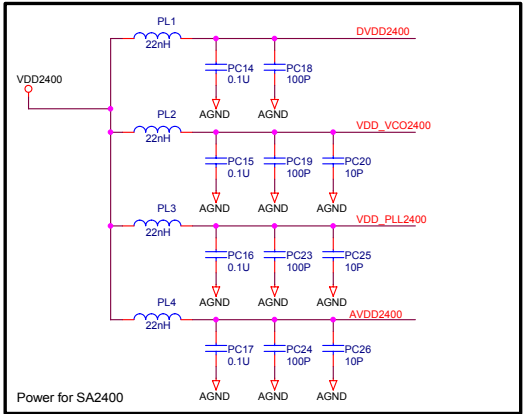 PL1
22nH
DVDD2400
PC14
0.1U
PC18
100P
AGND
AGND
VDD2400
PL2
22nH
VDD_VCO2400
PC15
0.1U
PC19
100P
PC20
10P
AGND
AGND
AGND
PL3
22nH
VDD_PLL2400
PC16
0.1U
PC23
100P
PC25
10P
AGND
AGND
AGND
PL4
22nH
AVDD2400
PC17
0.1U
PC24
100P
PC26
10P
AGND
AGND
AGND
Power for SA2400